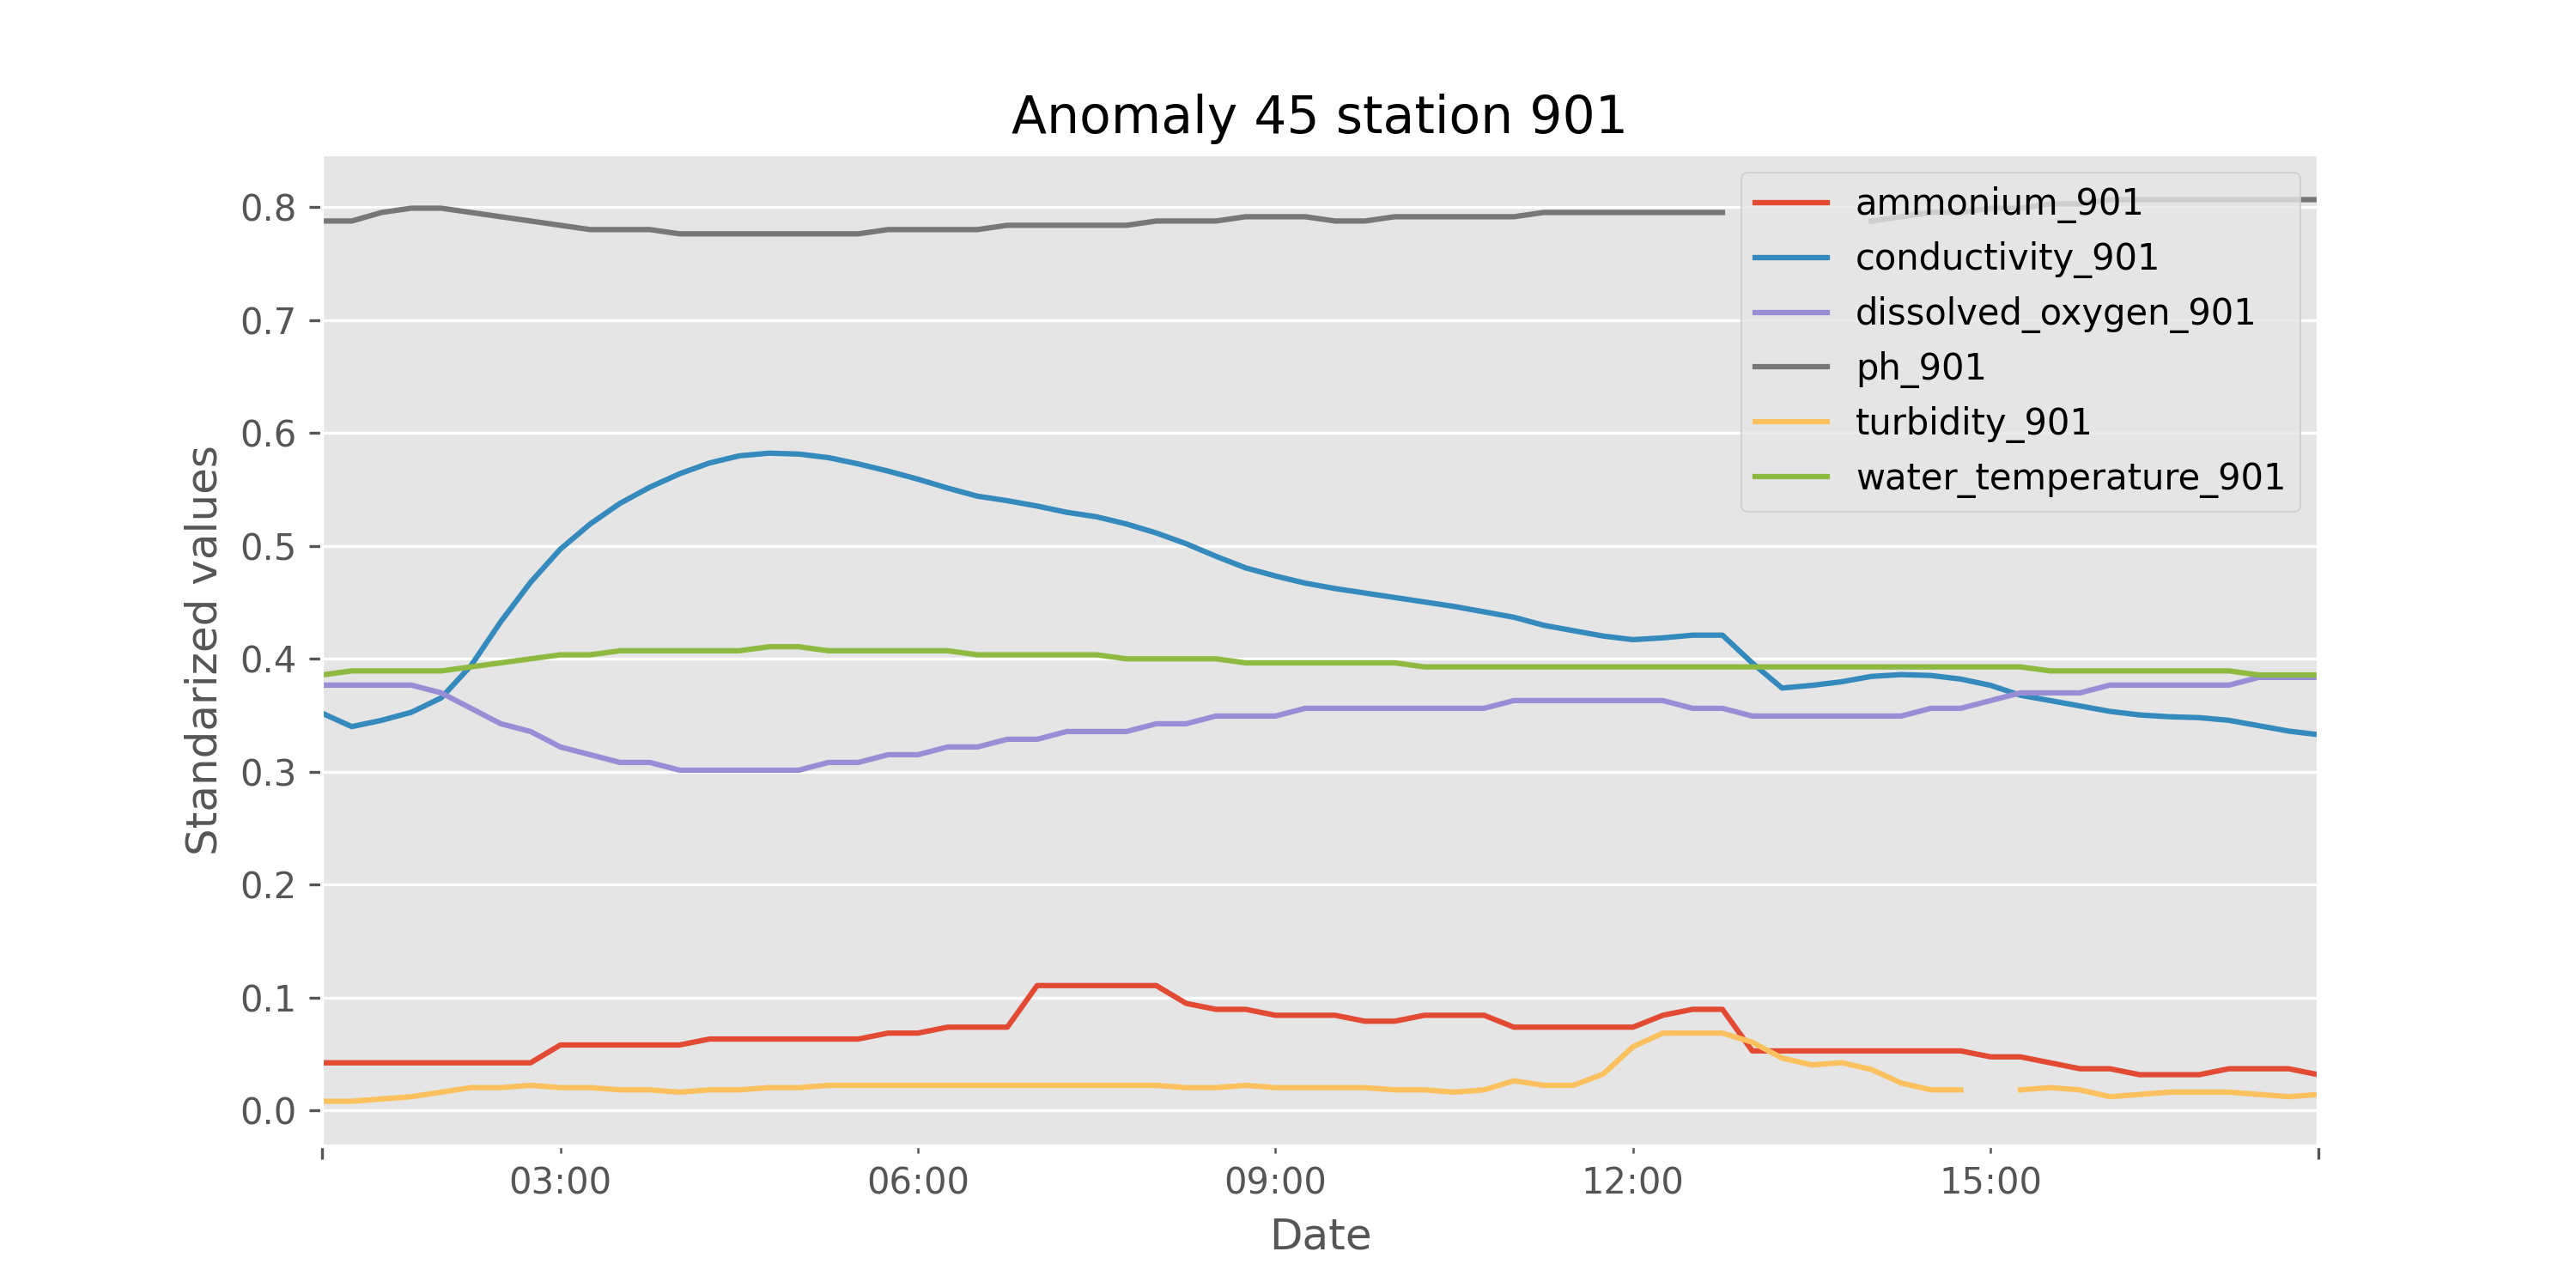 Anomaly 45 station 901
ammonium_901
conductivity_901
dissolved_oxygen_901
ph_901
turbidity_901
water_temperature_901
Standarized values
0.8
0.7
0.6
0.5
0.4
0.3
0.2
0.1
0.0
03:00 06:00 09:00 12:00 15:00
Date